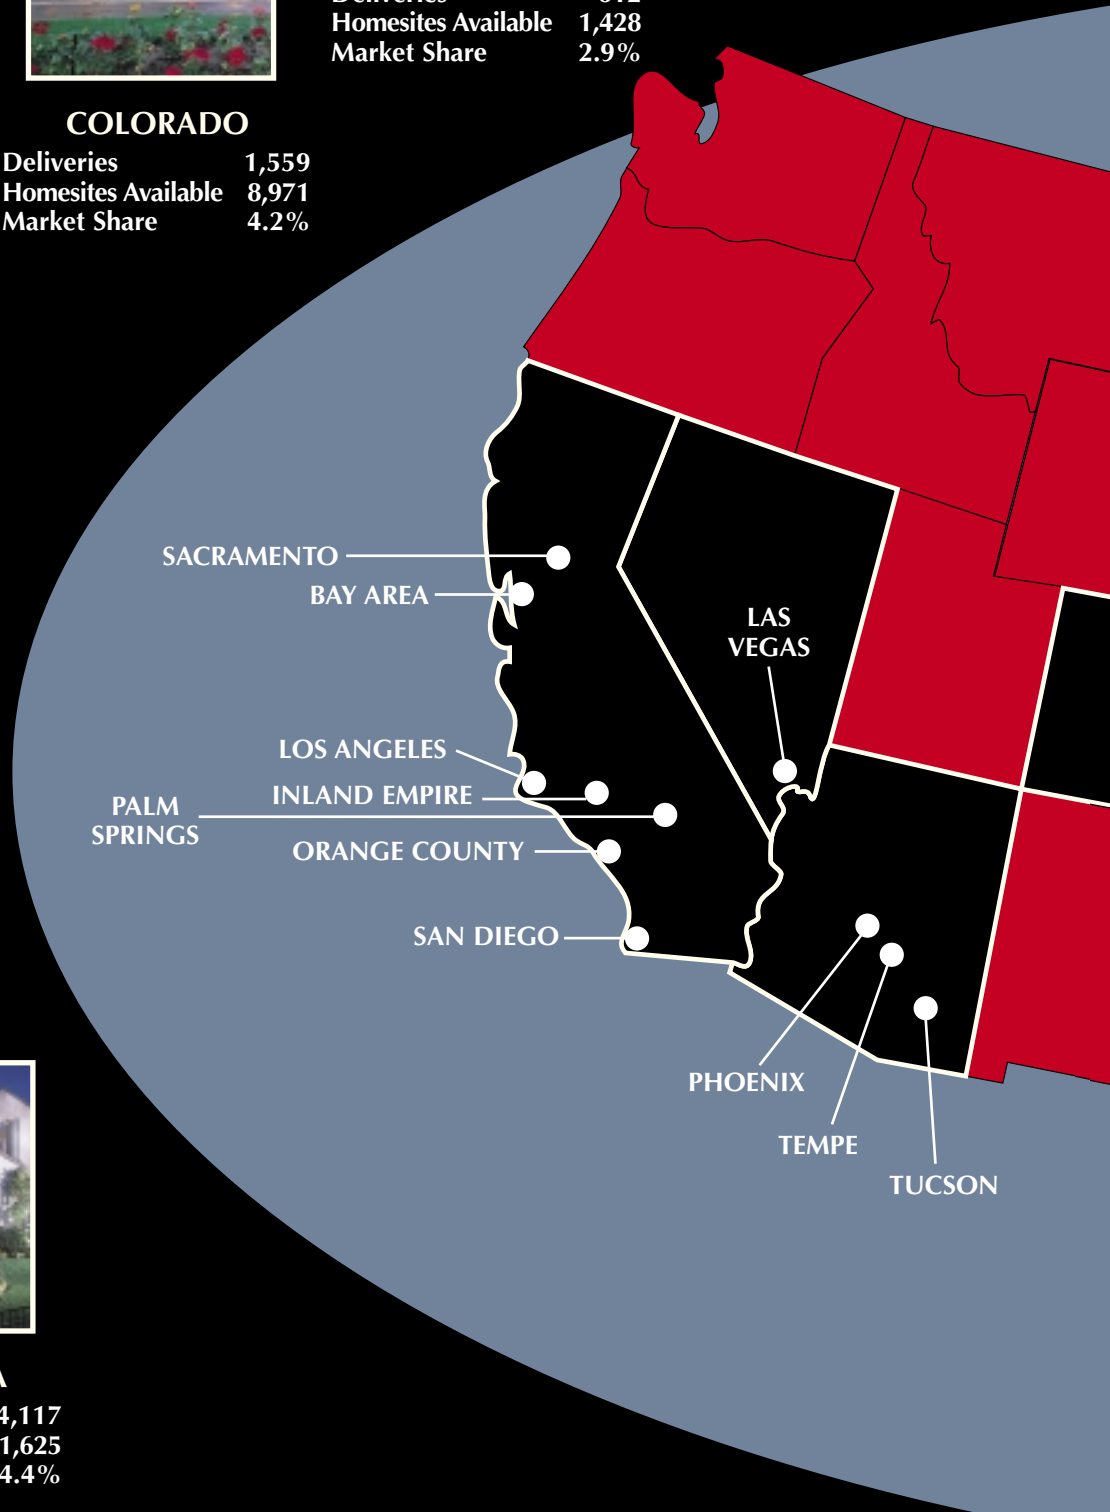 Homesites Available 1,428
Market Share 2.9%
COLORADO
Deliveries 1,559
Homesites Available 8,971
Market Share 4.2%
SACRAMENTO
BAY AREA
LAS
VEGAS
LOS ANGELES
INLAND EMPIRE
PALM
SPRINGS
ORANGE COUNTY
SAN DIEGO
PHOENIX
TEMPE
TUCSON
A
4,117
1,625
4.4%